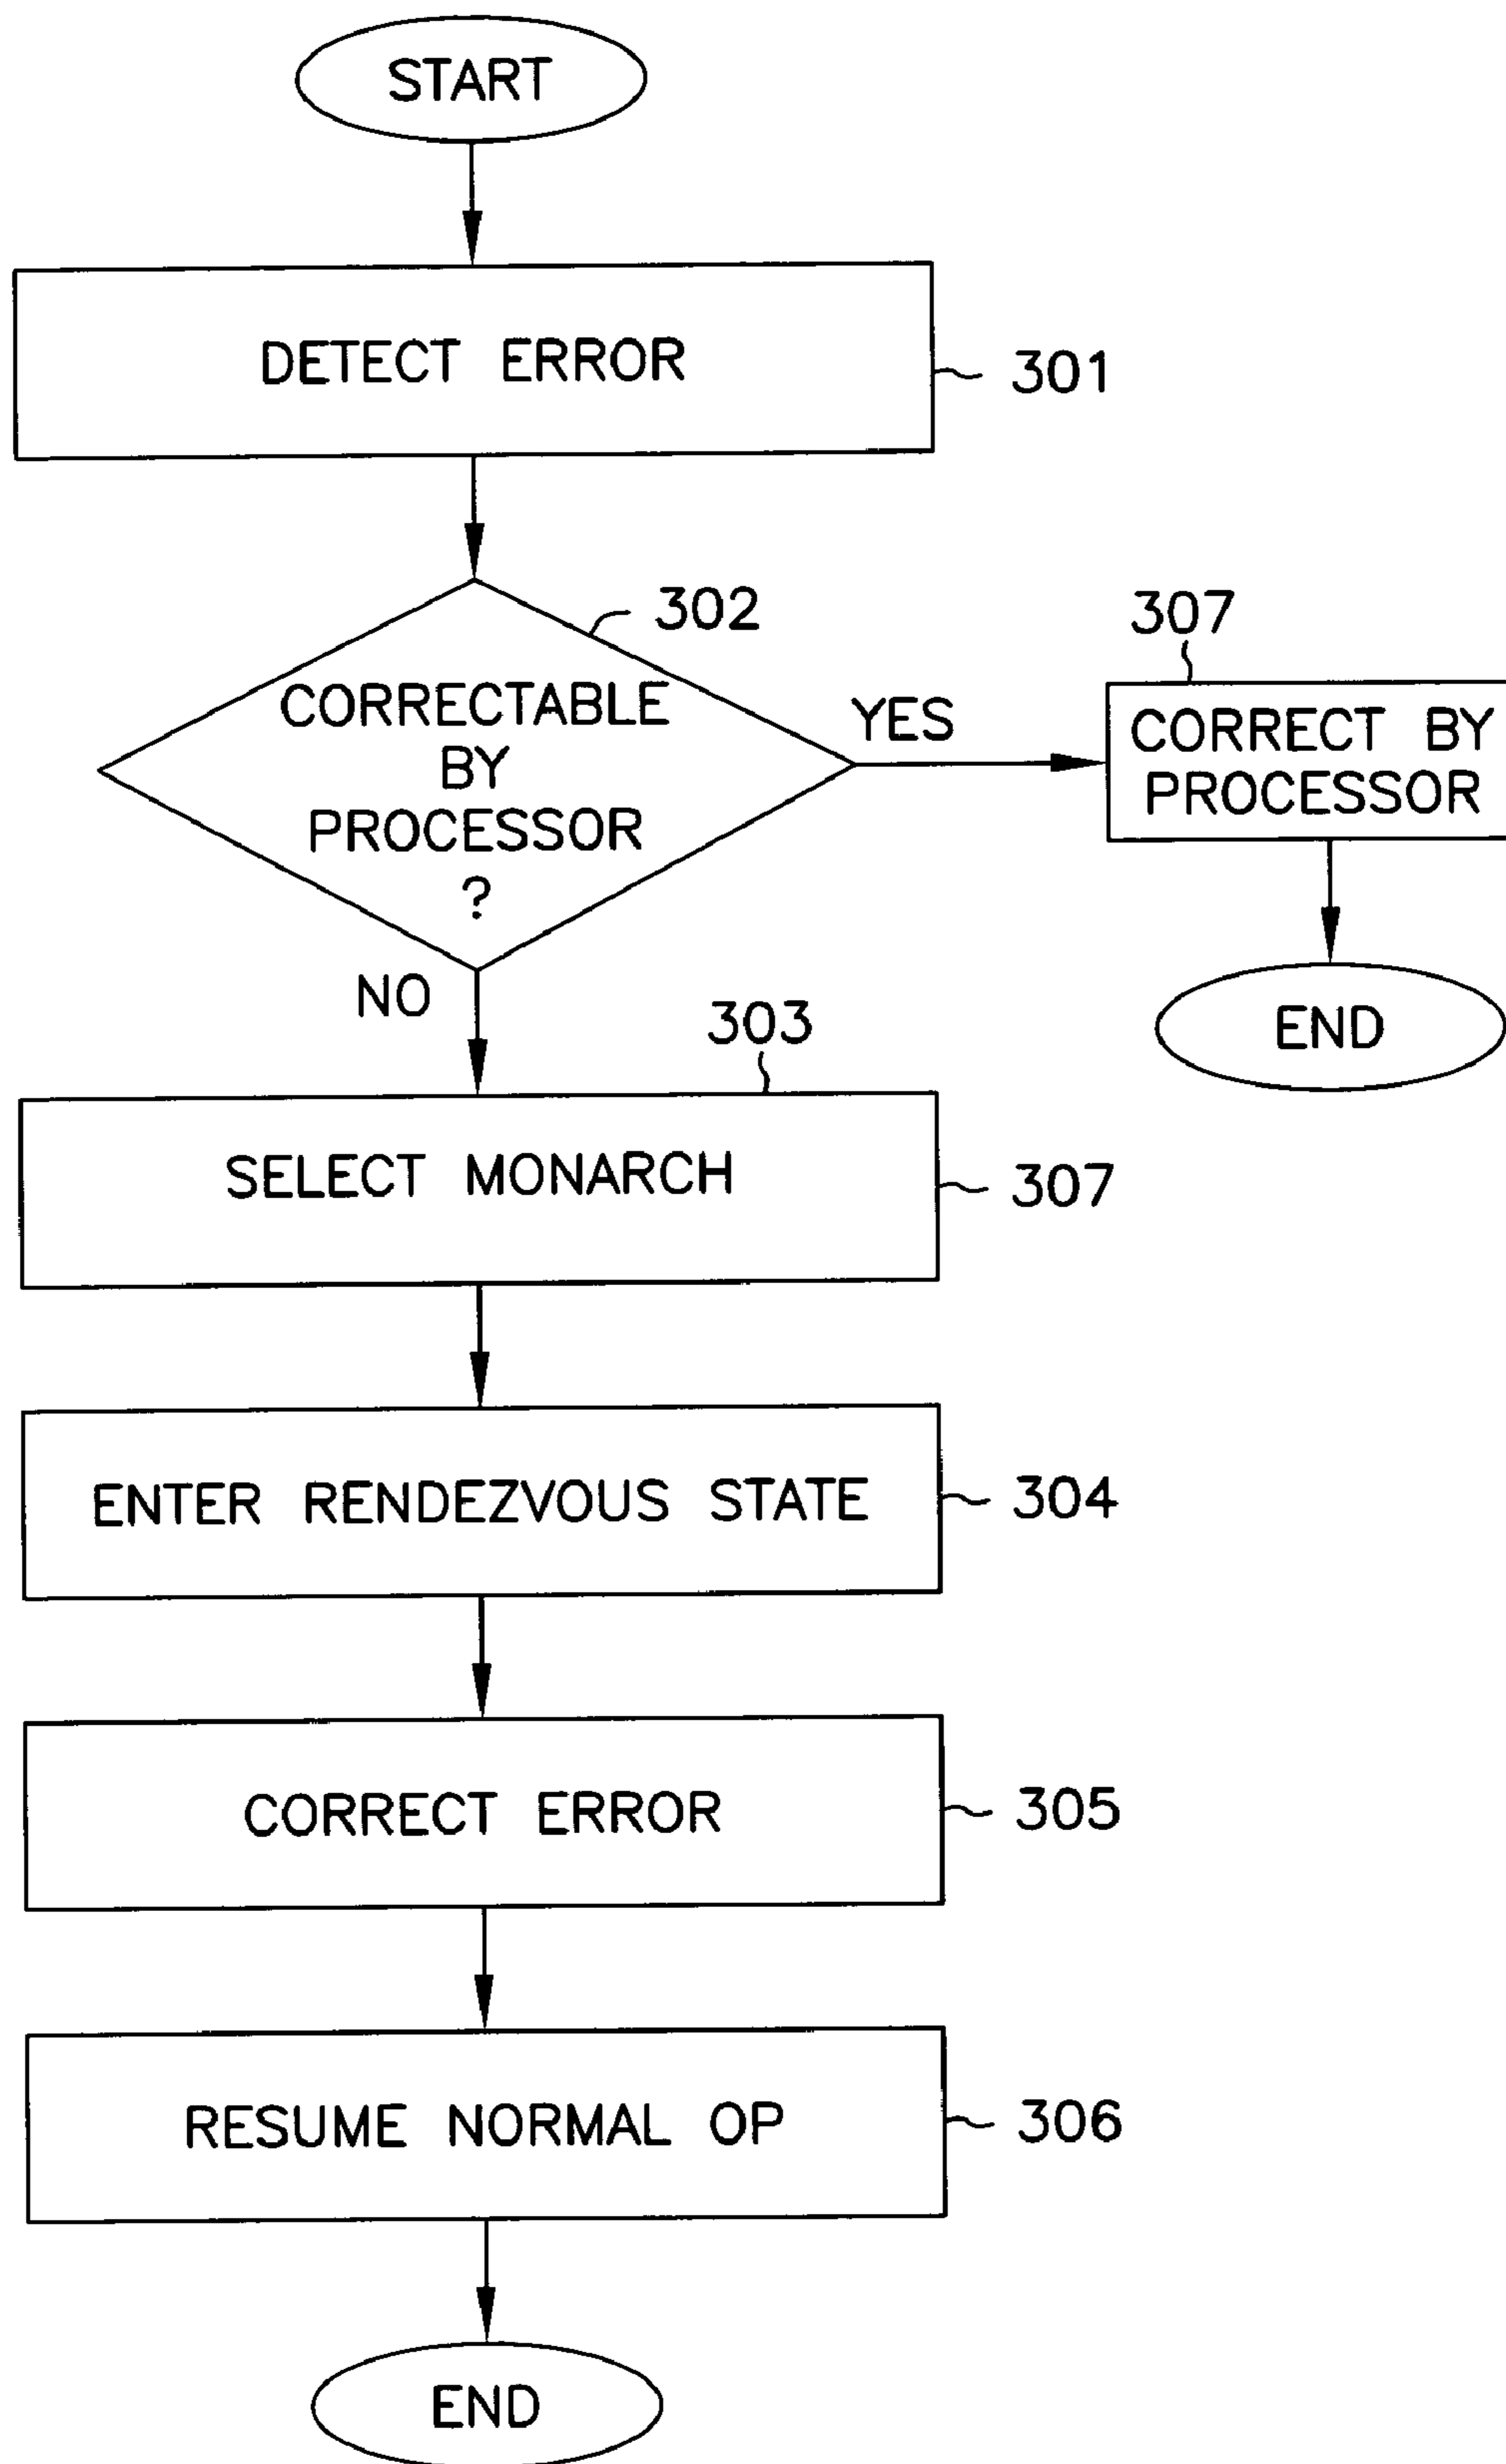 START
DETECT ERROR
301
302
CORRECTABLE
BY
PROCESSOR
?
YES
307
CORRECT BY
PROCESSOR
END
NO
303
SELECT MONARCH
307
ENTER RENDEZVOUS STATE
304
CORRECT ERROR
305
RESUME NORMAL OP
306
END